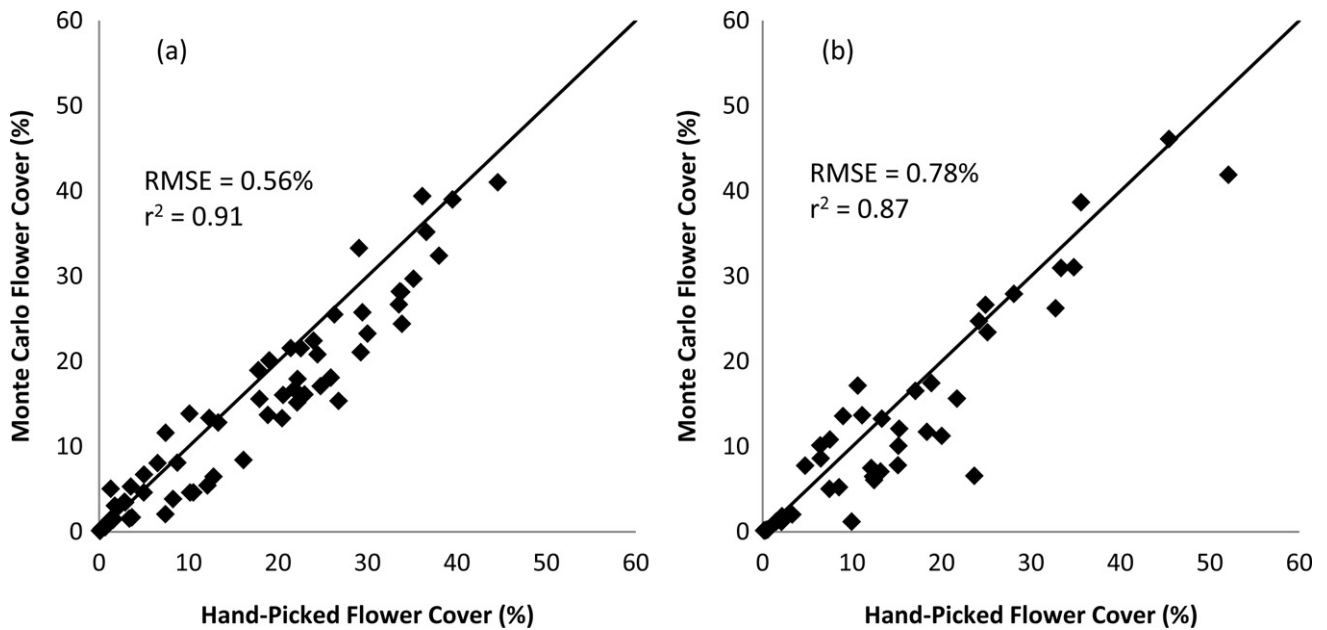 (a)
RMSE = 0.56%
r² = 0.91
Monte Carlo Flower Cover (%)
60
50
40
30
20
10
0
0 10 20 30 40 50 60
Hand-Picked Flower Cover (%)
(b)
RMSE = 0.78%
r² = 0.87
Monte Carlo Flower Cover (%)
60
50
40
30
20
10
0
0 10 20 30 40 50 60
Hand-Picked Flower Cover (%)